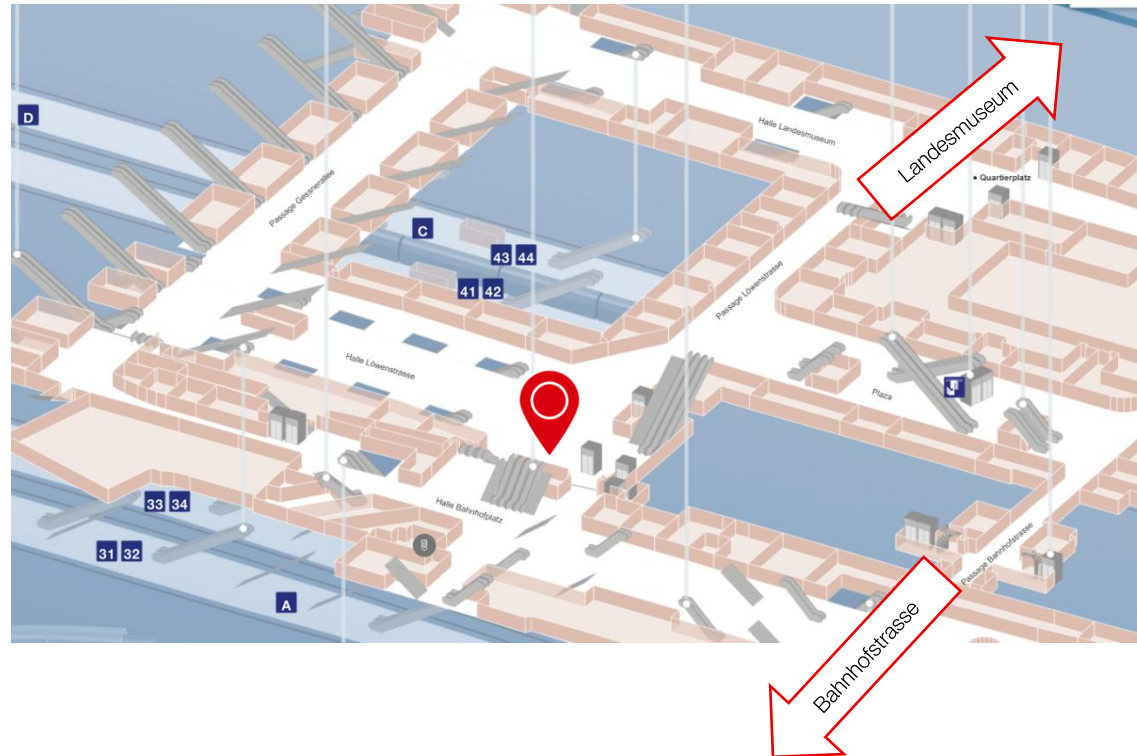 Landesmuseum
D
Halle Landesmuseum
Quartierplatz
Passage Gessnerallee
C
43 44
41 42
Passage Löwenstrasse
Halle Löwenstrasse
Plaza
33 34
Halle Bahnhofplatz
31 32
Passage Bahnhofstrasse
A
Bahnhofstrasse